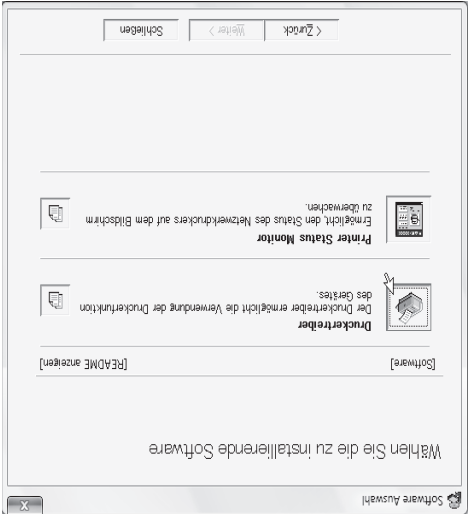 Software Auswahl
X
Wählen Sie die zu installierende Software
[Software] [README anzeigen]
Druckertreiber
Der Druckertreiber ermöglicht die Verwendung der Druckerfunktion
des Gerätes.
Printer Status Monitor
Ermöglicht, den Status des Netzwerkdruckers auf dem Bildschirm
zu überwachen.
< Zurück Weiter > Schließen